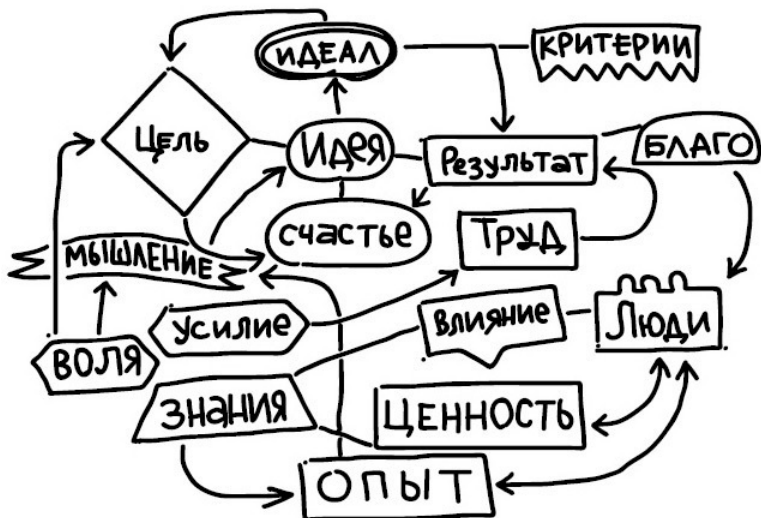 ИДЕАЛ
КРИТЕРИИ
ЦЕЛЬ
ИДЕЯ
РЕЗУЛЬТАТ
БЛАГО
СЧАСТЬЕ
ТРУД
МЫШЛЕНИЕ
УСИЛИЕ
ВЛИЯНИЕ
ЛЮДИ
ВОЛЯ
ЗНАНИЯ
ЦЕННОСТЬ
ОПЫТ